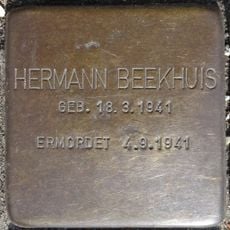 HERMANN BEEKHUIS
GEB. 18.3.1941
ERMORDET 4.9.1941